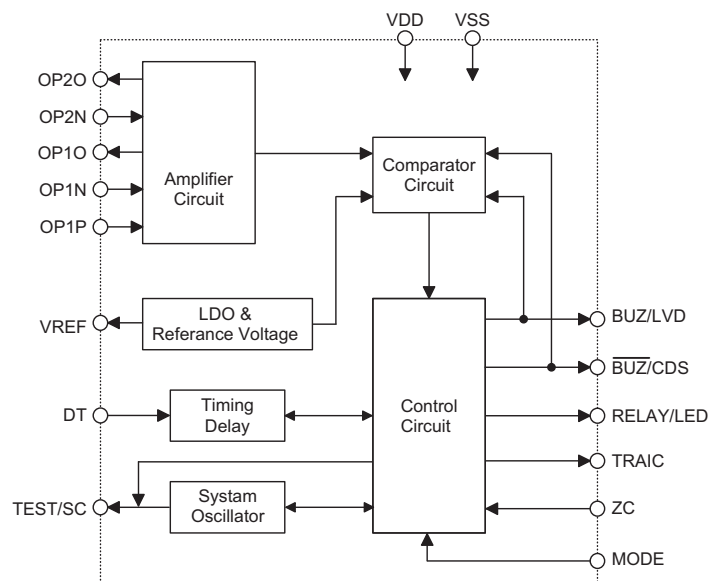 VDD
VSS
OP2O
OP2N
OP1O
OP1N
OP1P
Amplifier
Circuit
Comparator
Circuit
VREF
LDO &
Referance Voltage
BUZ/LVD
BUZ/CDS
DT
Timing
Delay
Control
Circuit
RELAY/LED
TRAIC
TEST/SC
Systam
Oscillator
ZC
MODE